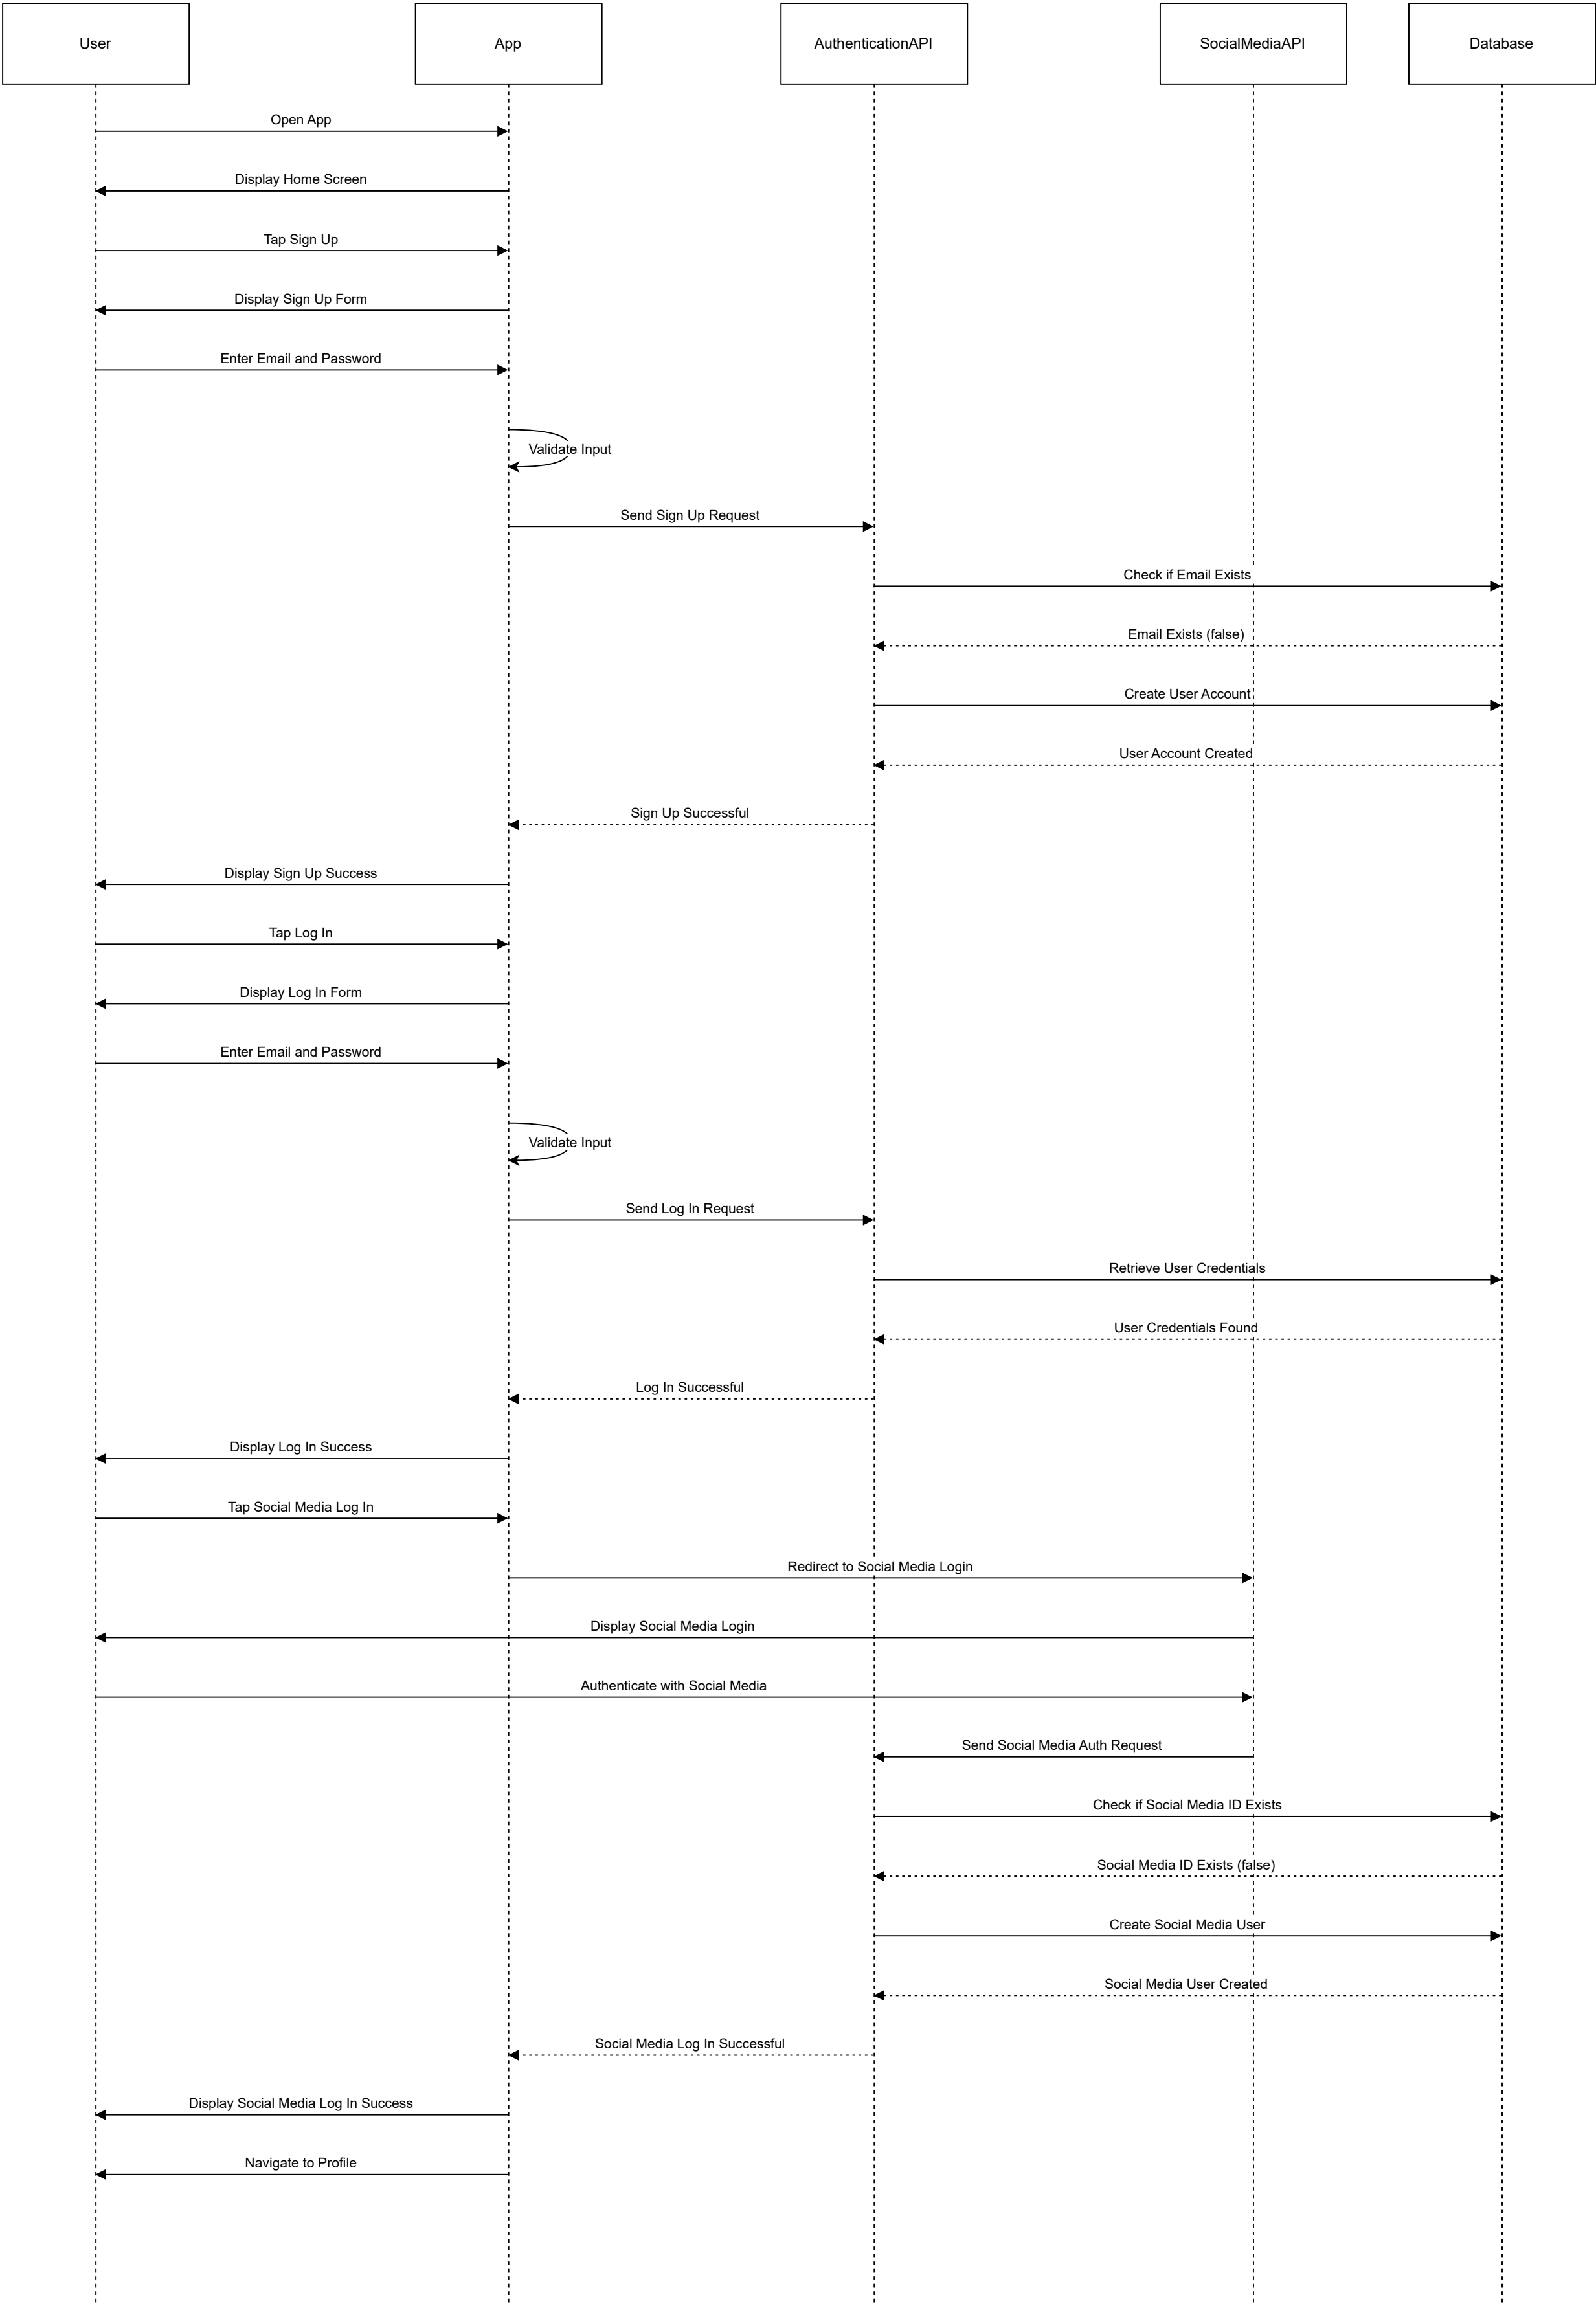 User
App
AuthenticationAPI
SocialMediaAPI
Database
Open App
Display Home Screen
Tap Sign Up
Display Sign Up Form
Enter Email and Password
Validate Input
Send Sign Up Request
Check if Email Exists
Email Exists (false)
Create User Account
User Account Created
Sign Up Successful
Display Sign Up Success
Tap Log In
Display Log In Form
Enter Email and Password
Validate Input
Send Log In Request
Retrieve User Credentials
User Credentials Found
Log In Successful
Display Log In Success
Tap Social Media Log In
Redirect to Social Media Login
Display Social Media Login
Authenticate with Social Media
Send Social Media Auth Request
Check if Social Media ID Exists
Social Media ID Exists (false)
Create Social Media User
Social Media User Created
Social Media Log In Successful
Display Social Media Log In Success
Navigate to Profile